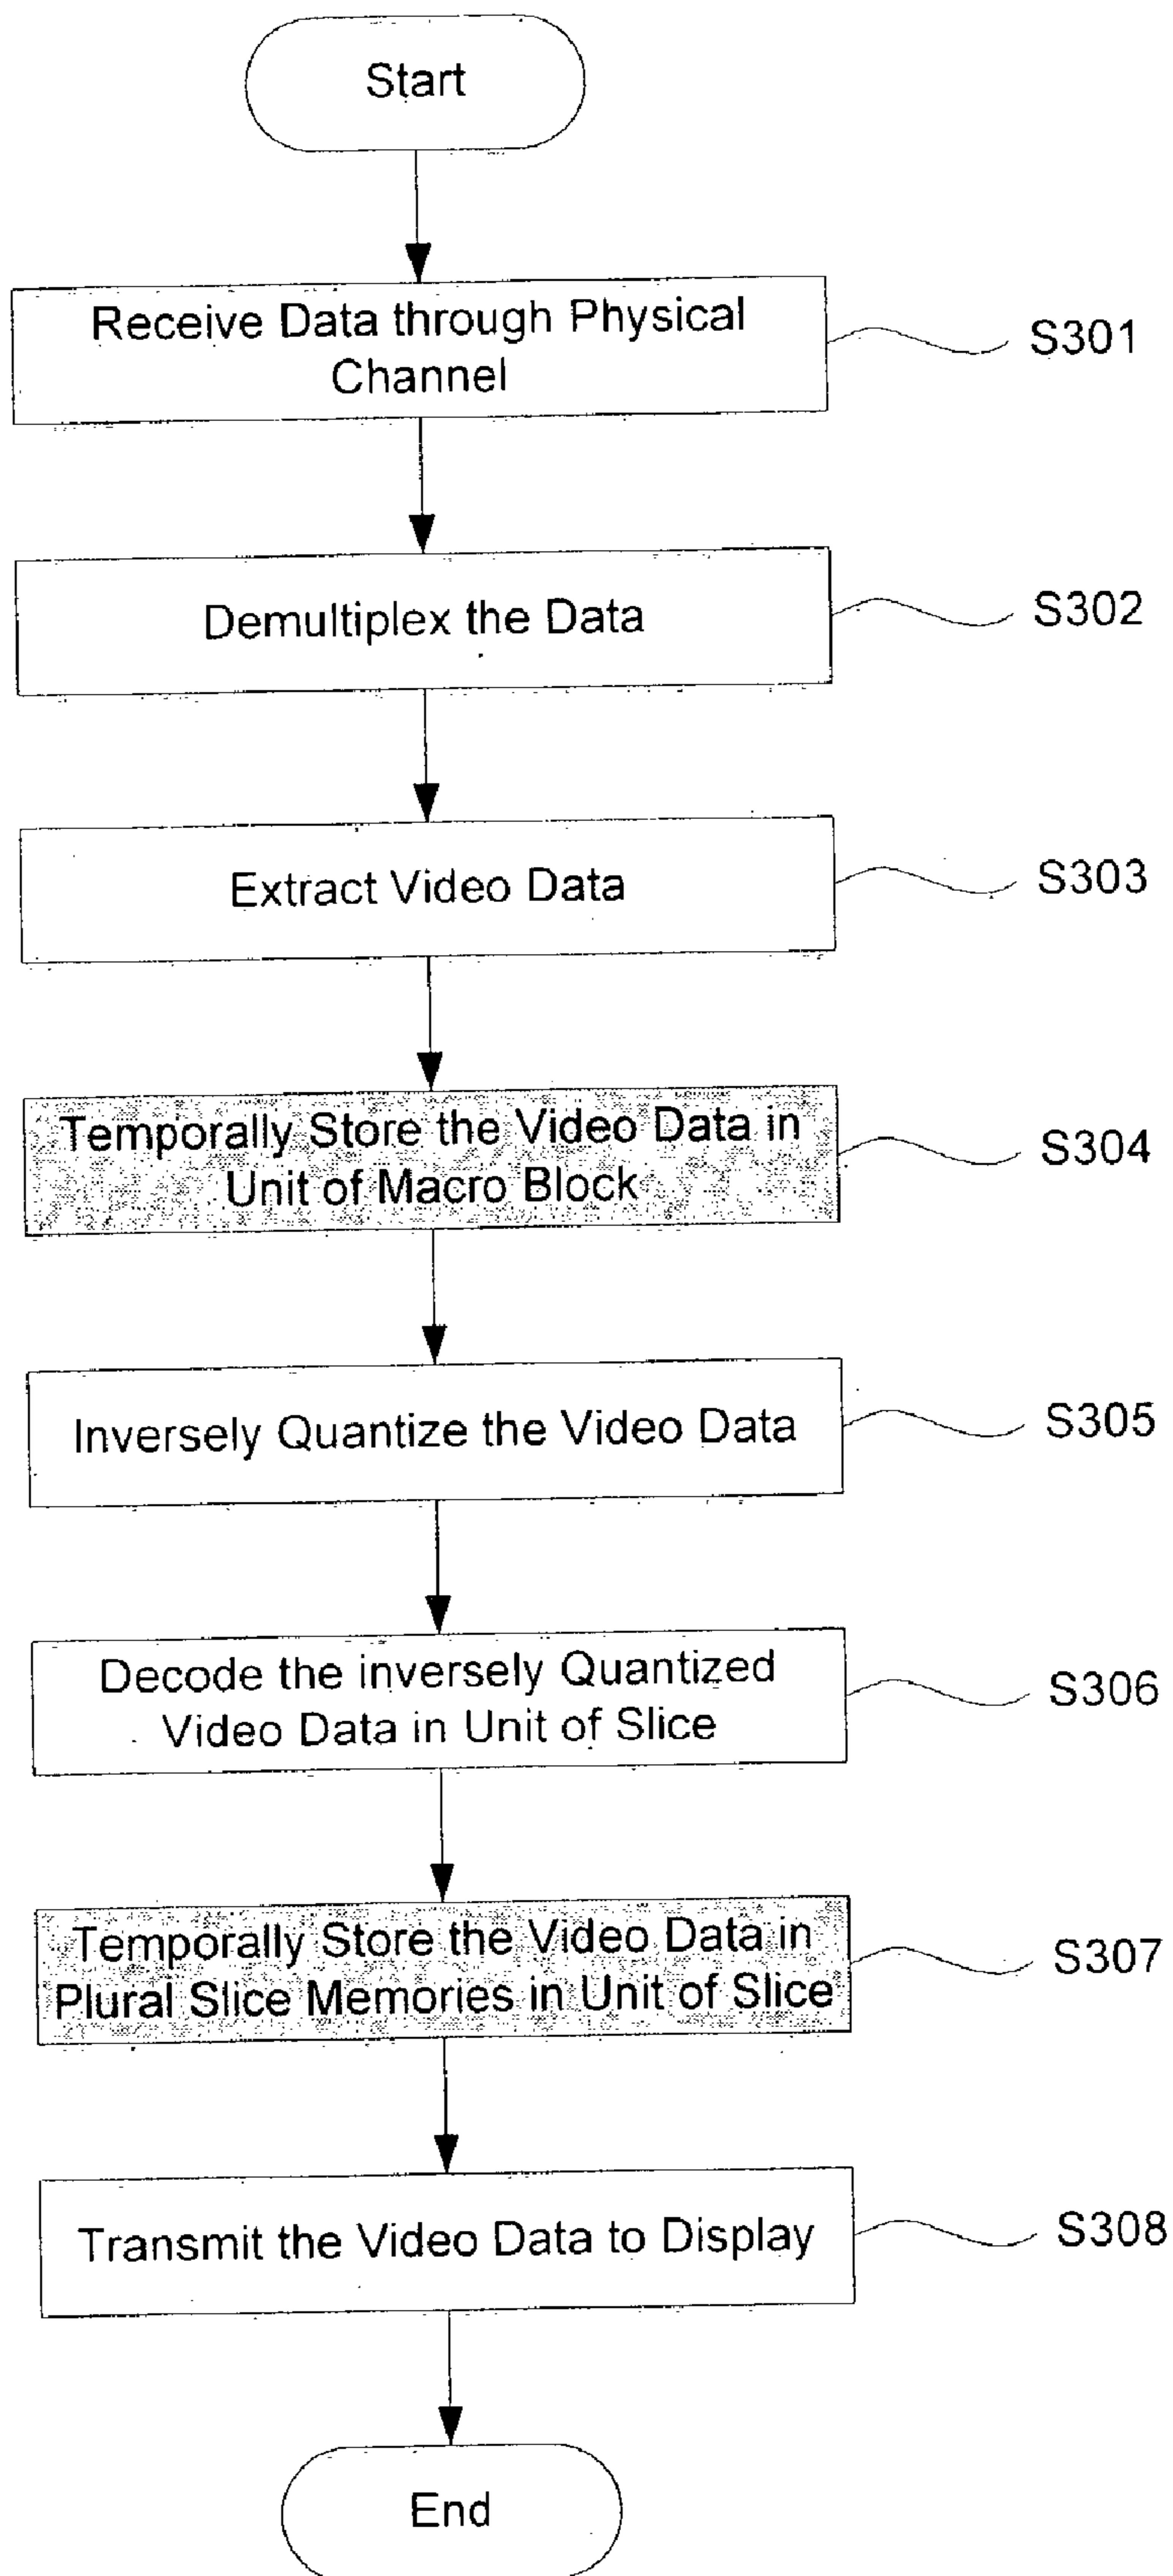 Start
Receive Data through Physical
Channel
S301
Demultiplex the Data
S302
Extract Video Data
S303
Temporally Store the Video Data in
Unit of Macro Block
S304
Inversely Quantize the Video Data
S305
Decode the inversely Quantized
Video Data in Unit of Slice
S306
Temporally Store the Video Data in
Plural Slice Memories in Unit of Slice
S307
Transmit the Video Data to Display
S308
End